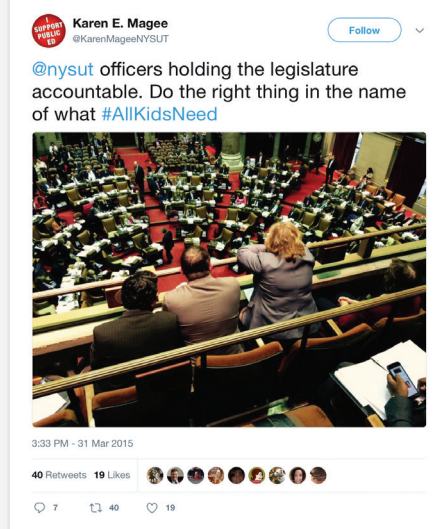 I
SUPPORT
PUBLIC
ED
Karen E. Magee
@KarenMageeNYSUT
Follow
@nysut officers holding the legislature
accountable. Do the right thing in the name
of what #AllKidsNeed
3:33 PM - 31 Mar 2015
40 Retweets 19 Likes
7 40 19